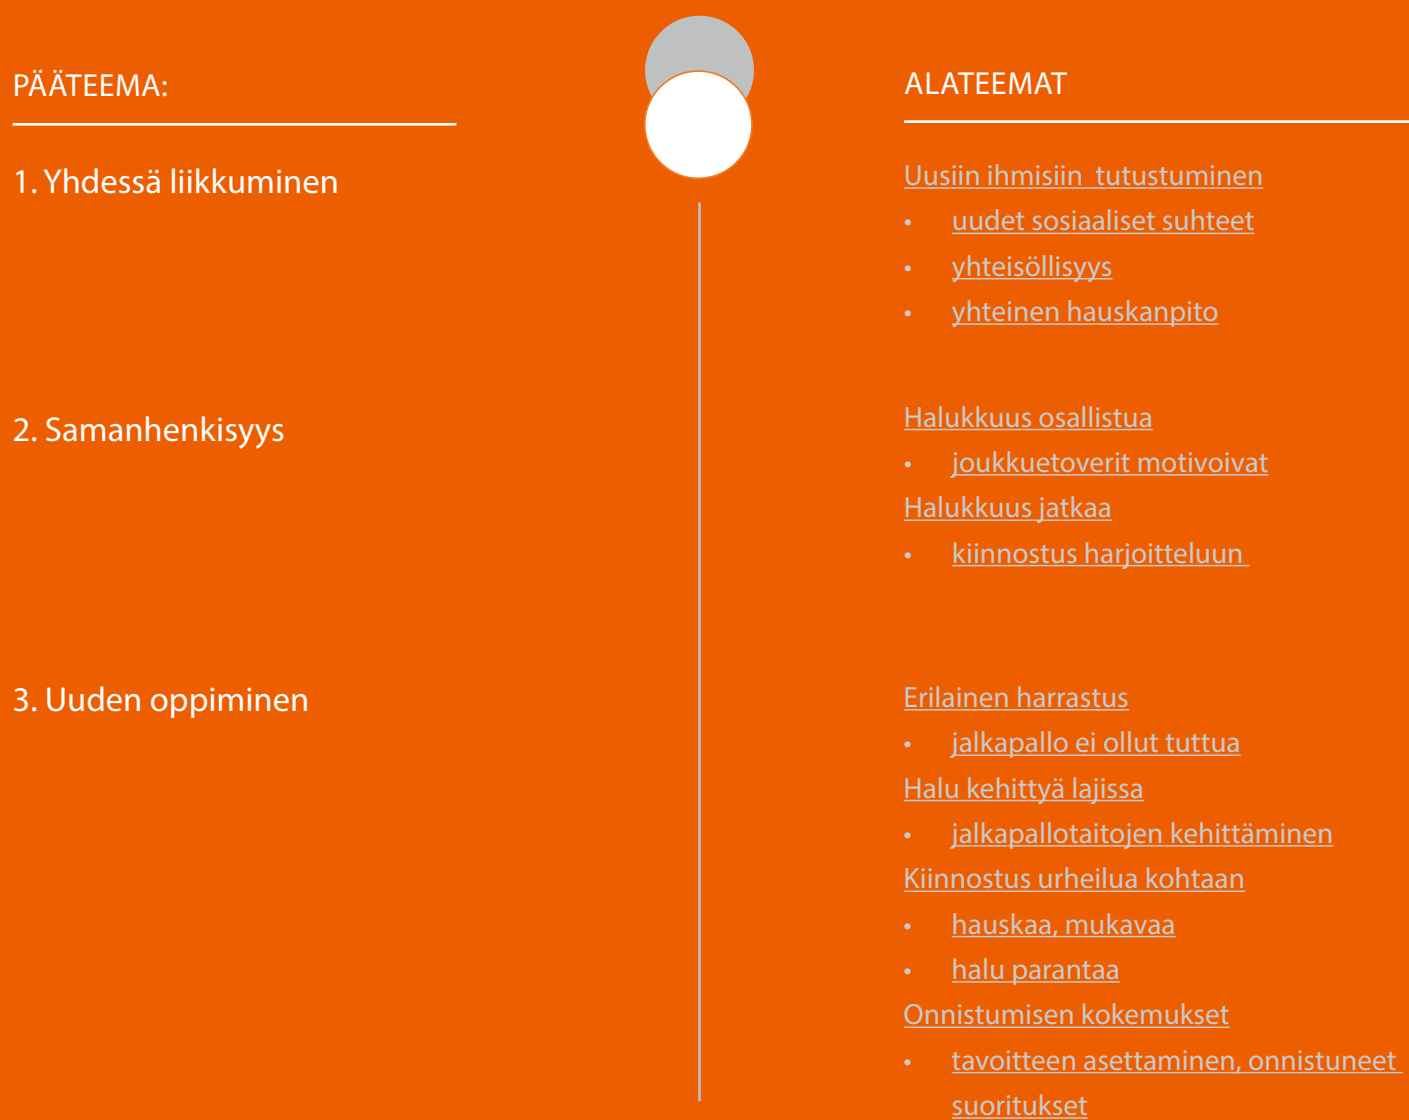 PÄÄTEEMA:
1. Yhdessä liikkuminen
2. Samanhenkisyys
3. Uuden oppiminen
ALATEEMAT
Uusiin ihmisiin  tutustuminen
• uudet sosiaaliset suhteet
• yhteisöllisyys
• yhteinen hauskanpito
Halukkuus osallistua
• joukkuetoverit motivoivat
Halukkuus jatkaa
• kiinnostus harjoitteluun
Erilainen harrastus
• jalkapallo ei ollut tuttua
Halu kehittyä lajissa
• jalkapallotaitojen kehittäminen
Kiinnostus urheilua kohtaan
• hauskaa, mukavaa
• halu parantaa
Onnistumisen kokemukset
• tavoitteen asettaminen, onnistuneet
suoritukset